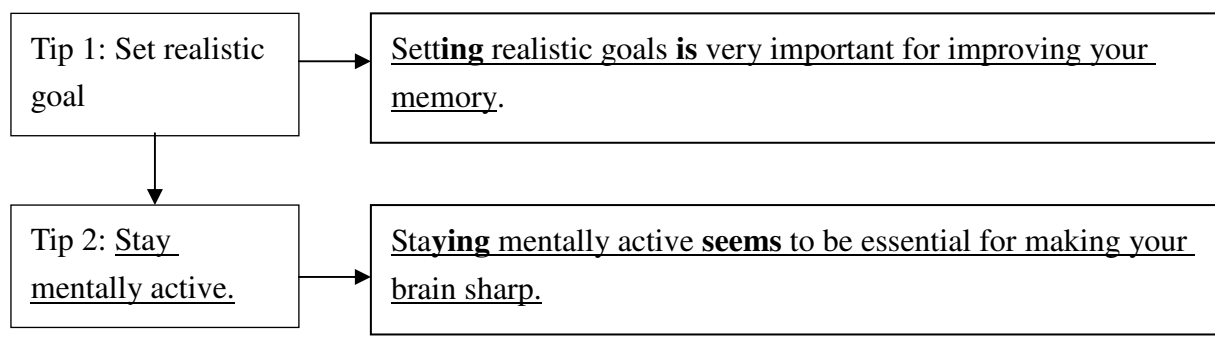 Tip 1: Set realistic
goal
Setting realistic goals is very important for improving your
memory.
Tip 2: Stay
mentally active.
Staying mentally active seems to be essential for making your
brain sharp.